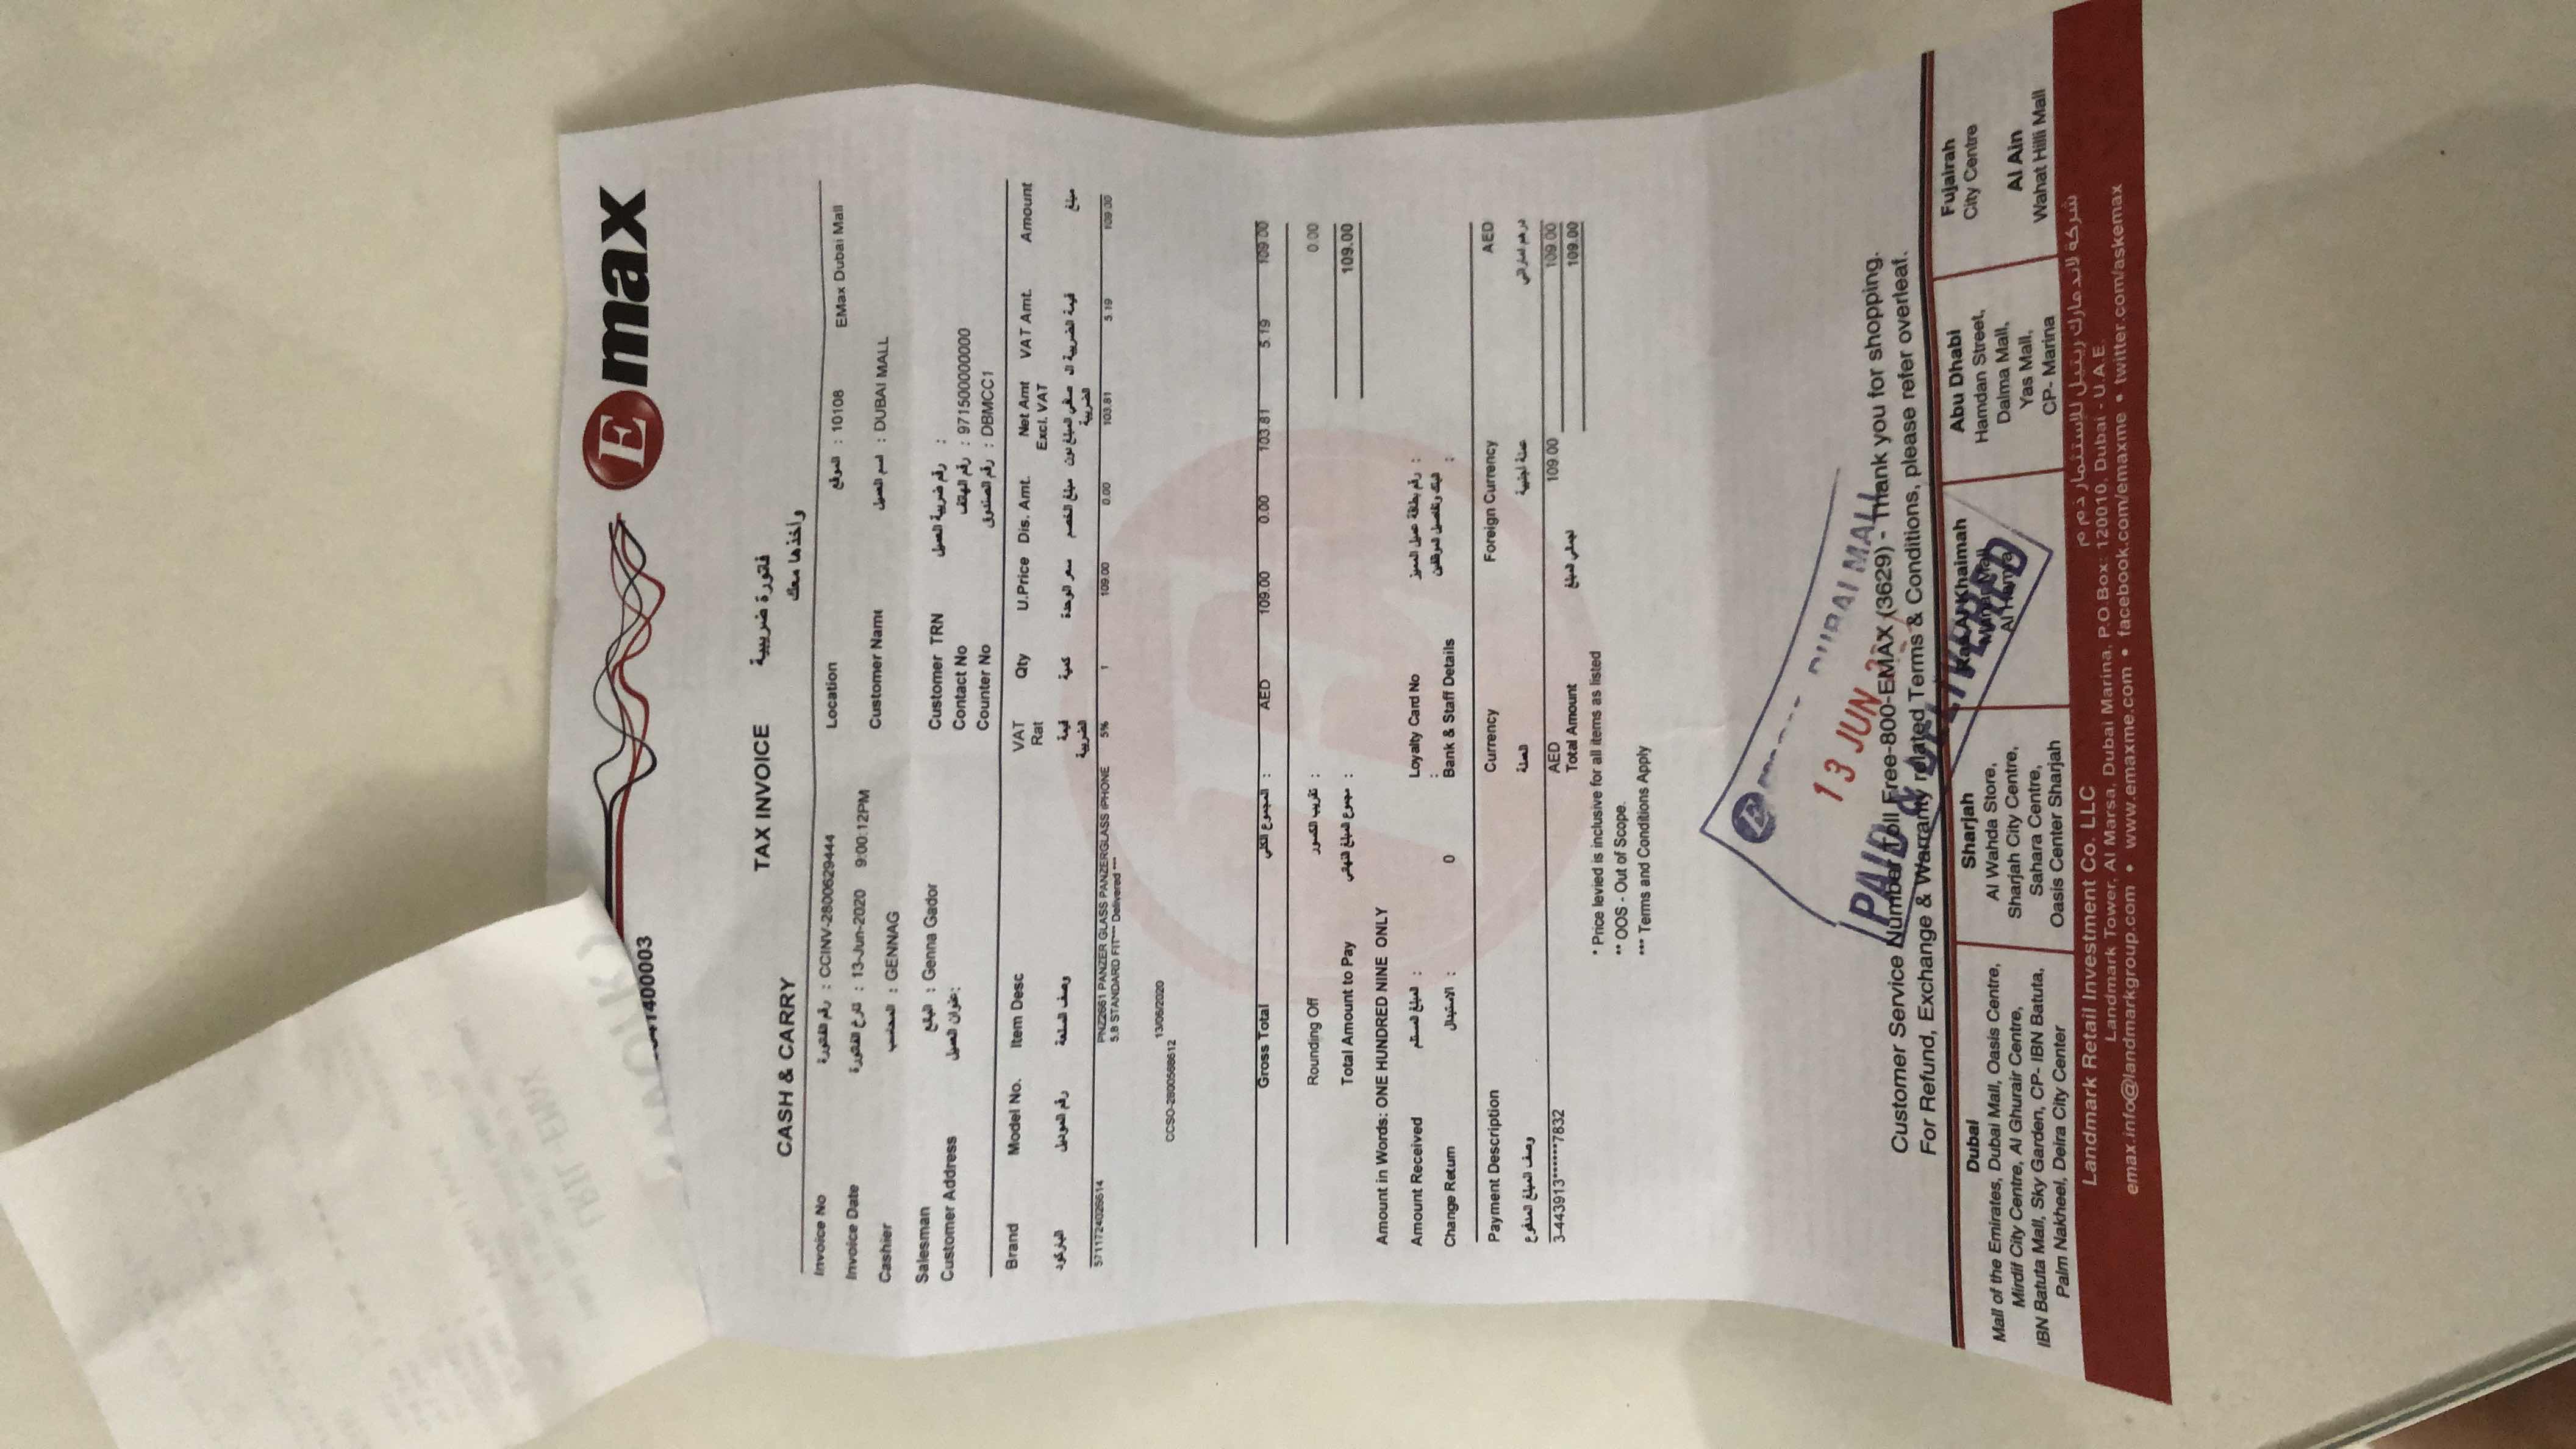 LRIL-EMAX
1400003
Emax
TAX INVOICE فاتورة ضريبية
CASH & CARRY وأخذها معك
Invoice No رقم الفاتورة : CCINV-2800629444
Location الموقع : 10108 EMax Dubai Mall
Invoice Date تارخ الفاتورة : 13-Jun-2020 9:00:12PM
Customer Name اسم العميل : DUBAI MALL
Cashier المحاسب : GENNAG
Salesman البائع : Genna Gador
Customer TRN رقم ضريبية العميل :
Customer Address عنوان العميل:
Contact No رقم الهاتف : 971500000000
Counter No رقم الصندوق : DBMCC1
Brand Model No. Item Desc VAT Rat Qty U.Price Dis. Amt. Net Amt Excl. VAT VAT Amt. Amount
الباركود رقم الموديل وصف السلعة قيمة الضريبية كمية سعر الوحدة مبلغ الخصم صافي المبلغ دون الضريبية قيمة الضريبية ال مبلغ
5711724026614 PNZ2661 PANZER GLASS PANZERGLASS IPHONE 5% 1 109.00 0.00 103.81 5.19 109.00
5.8 STANDARD FIT*** Delivered ***
13/06/2020
CCSO-2800568612
Gross Total المجموع الكلي : AED 109.00 0.00 103.81 5.19 109.00
Rounding Off تقريب الكسور : 0.00
Total Amount to Pay مجموع المبلغ النهائي : 109.00
Amount in Words: ONE HUNDRED NINE ONLY
Amount Received المبلغ المستلم :
Loyalty Card No رقم بطاقة عميل المميز :
:
البنك وتفاصيل الموظفين
Change Return الاستبدال : 0
Bank & Staff Details :
Payment Description Currency Foreign Currency AED
وصف المبلغ المدفوع العملة عملة أجنبية درهم اماراتي
3-443913******7832 AED 109.00 109.00
Total Amount اجمالي المبلغ 109.00
* Price levied is inclusive for all items as listed
** OOS - Out of Scope.
*** Terms and Conditions Apply
E
DUBAI MALL
13 JUN
PAID & DELIVERED
Customer Service Number Toll Free-800-EMAX (3629) - Thank you for shopping.
For Refund, Exchange & Warranty related Terms & Conditions, please refer overleaf.
Dubai
Mall of the Emirates, Dubai Mall, Oasis Centre,
Mirdif City Centre, Al Ghurair Centre,
IBN Batuta Mall, Sky Garden, CP- IBN Batuta,
Palm Nakheel, Deira City Center
Sharjah
Al Wahda Store,
Sharjah City Centre,
Sahara Centre,
Oasis Center Sharjah
Ras Al Khaimah
Manar Mall
Al Hamra
Abu Dhabi
Hamdan Street,
Dalma Mall,
Yas Mall,
CP- Marina
Fujairah
City Centre
Al Ain
Wahat Hilli Mall
Landmark Retail Investment Co. LLC شركة لاندمارك ريتيل للإستثمار ذم م
Landmark Tower, Al Marsa, Dubai Marina, P.O.Box: 120010, Dubai - U.A.E.
emax.info@landmarkgroup.com • www.emaxme.com • facebook.com/emaxme • twitter.com/askemax